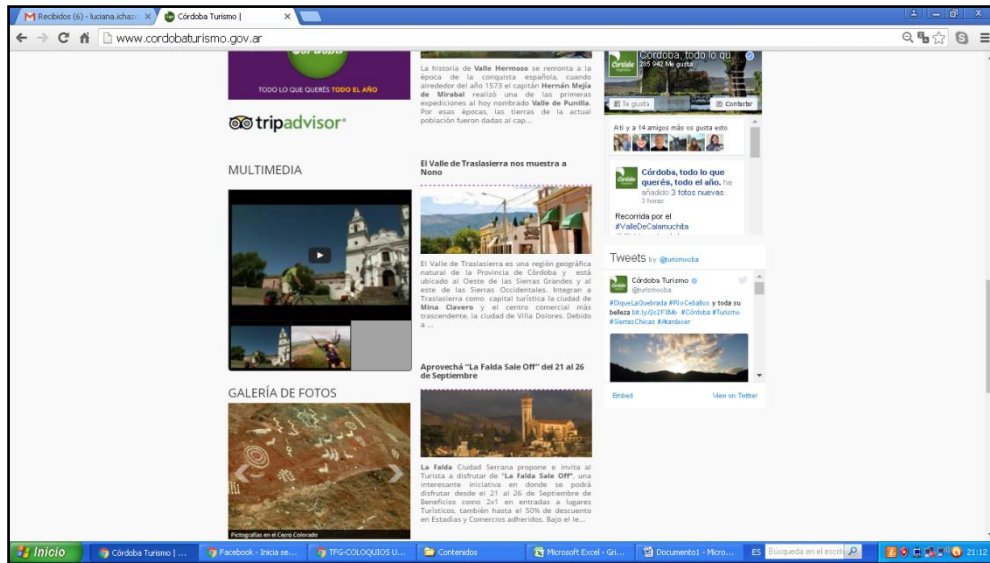 Recibidos (6) - luciana.ichazo
Córdoba Turismo |
www.cordobaturismo.gov.ar
TODO LO QUE QUERÉS TODO EL AÑO
tripadvisor
MULTIMEDIA
GALERÍA DE FOTOS
Pictografías en el Cerro Colorado
La historia de Valle Hermoso se remonta a la
época de la conquista española, cuando
alrededor del año 1573 el capitán Hernán Mejía
de Mirabal realizó una de las primeras
expediciones al hoy nombrado Valle de Punilla.
Por esas épocas, las tierras de la actual
población fueron dadas al cap...
El Valle de Traslasierra nos muestra a
Nono
El Valle de Traslasierra es una región geográfica
natural de la Provincia de Córdoba y está
ubicado al Oeste de las Sierras Grandes y al
este de las Sierras Occidentales. Integran a
Traslasierra como capital turística la ciudad de
Mina Clavero y el centro comercial más
trascendente, la ciudad de Villa Dolores. Debido
a ...
Aprovechá "La Falda Sale Off" del 21 al 26
de Septiembre
La Falda Ciudad Serrana propone e invita al
Turista a disfrutar de "La Falda Sale Off", una
interesante iniciativa en donde se podrá
disfrutar desde el 21 al 26 de Septiembre de
Beneficios como 2x1 en entradas a lugares
Turísticos, también hasta el 50% de descuento
en Estadías y Comercios adheridos. Bajo el le...
Córdoba, todo lo qu...
285 942 Me gusta
Te gusta
Contactar
A ti y a 14 amigos más os gusta esto
Córdoba, todo lo que
querés, todo el año. ha
añadido 3 fotos nuevas.
3 horas
Recorrida por el
#ValleDeCalamuchita
Tweets by @turismocba
Córdoba Turismo
@turismocba
#DiqueLaQuebrada #RíoCeballos y toda su
belleza #Córdoba #Turismo
#SierrasChicas #Atardecer
Embed
View on Twitter
Inicio
Córdoba Turismo | ...
Facebook - Inicia se...
TFG-COLOQUIOS U...
Contenidos
Microsoft Excel - Gri...
Documento1 - Micro...
ES
Búsqueda en el escrit
21:12